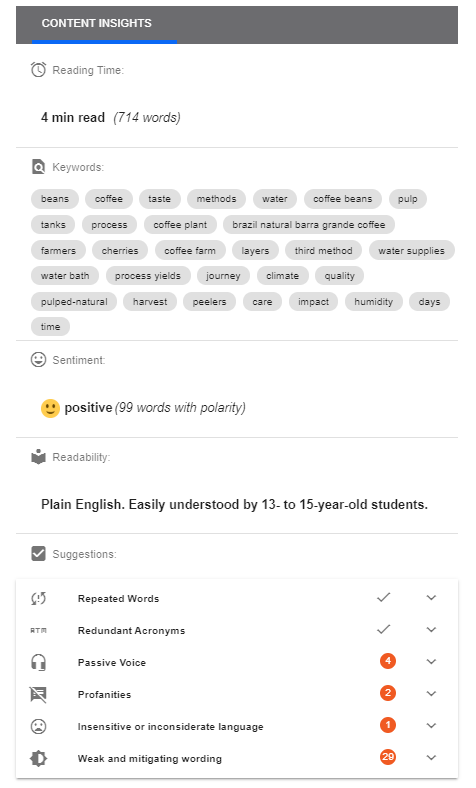 CONTENT INSIGHTS
Reading Time:
4 min read (714 words)
Keywords:
beans coffee taste methods water coffee beans pulp
tanks process coffee plant brazil natural barra grande coffee
farmers cherries coffee farm layers third method water supplies
water bath process yields journey climate quality
pulped-natural harvest peelers care impact humidity days
time
Sentiment:
positive (99 words with polarity)
Readability:
Plain English. Easily understood by 13- to 15-year-old students.
Suggestions:
Repeated Words
RTM Redundant Acronyms
Passive Voice 4
Profanities 2
Insensitive or inconsiderate language 1
Weak and mitigating wording 29